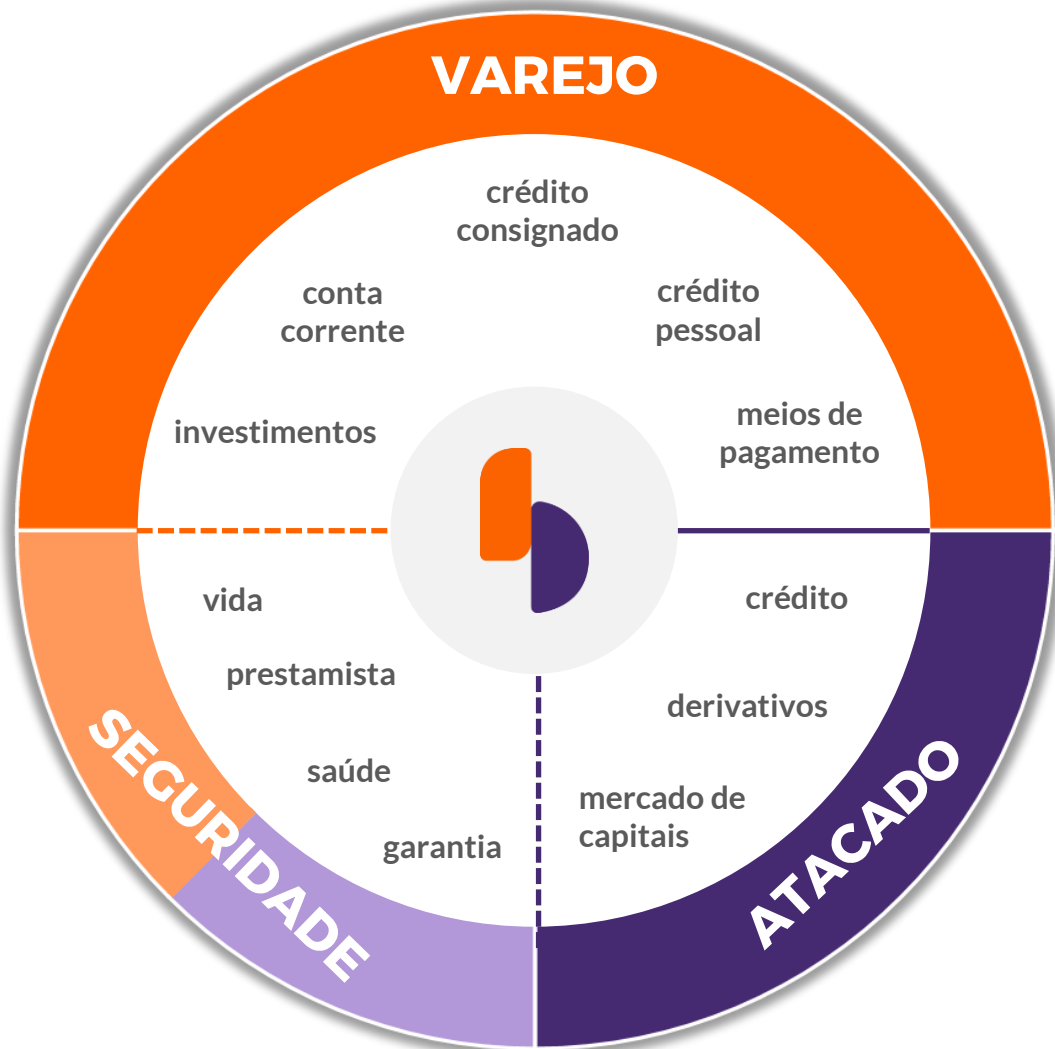 VAREJO
crédito
consignado
conta
corrente
crédito
pessoal
investimentos
meios de
pagamento
vida
prestamista
saúde
garantia
SEGURIDADE
crédito
derivativos
mercado de
capitais
ATACADO